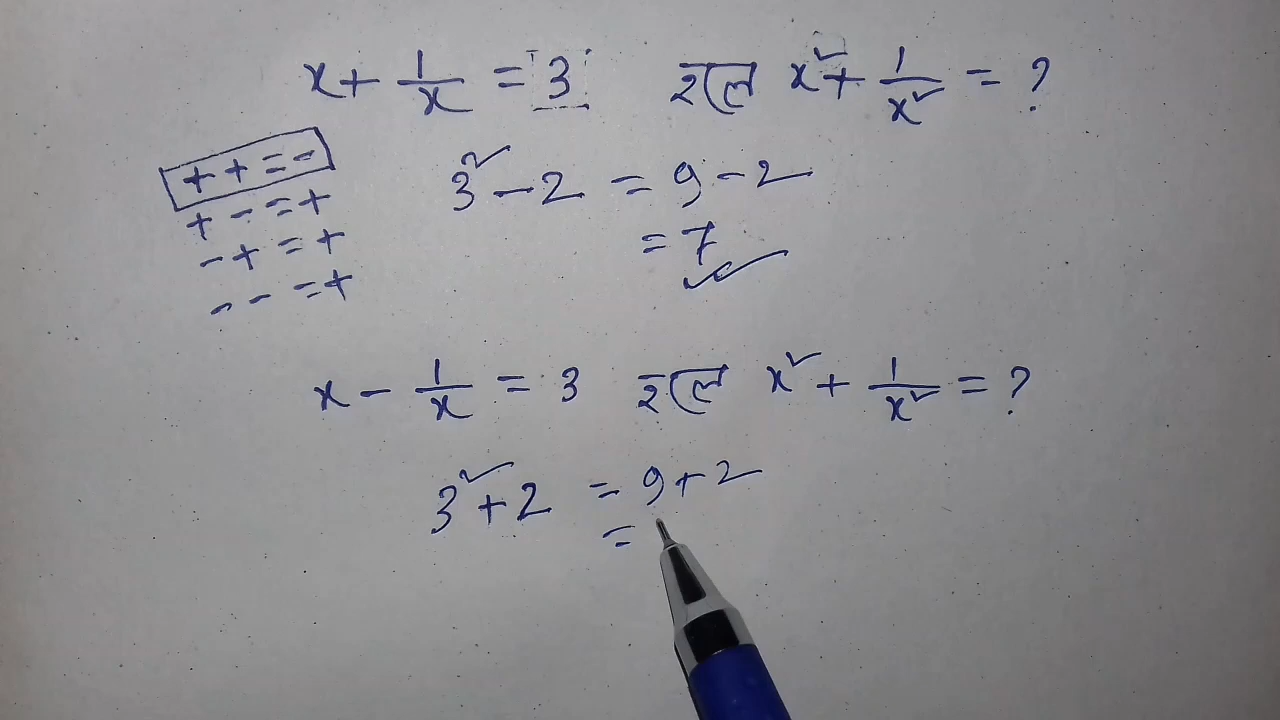 x + 1/x = 3 হলে x² + 1/x² = ?
+ + = -
3² - 2 = 9 - 2
+ - = +
= 7
- + = +
- - = +
x - 1/x = 3 হলে x² + 1/x² = ?
3² + 2 = 9 + 2
=